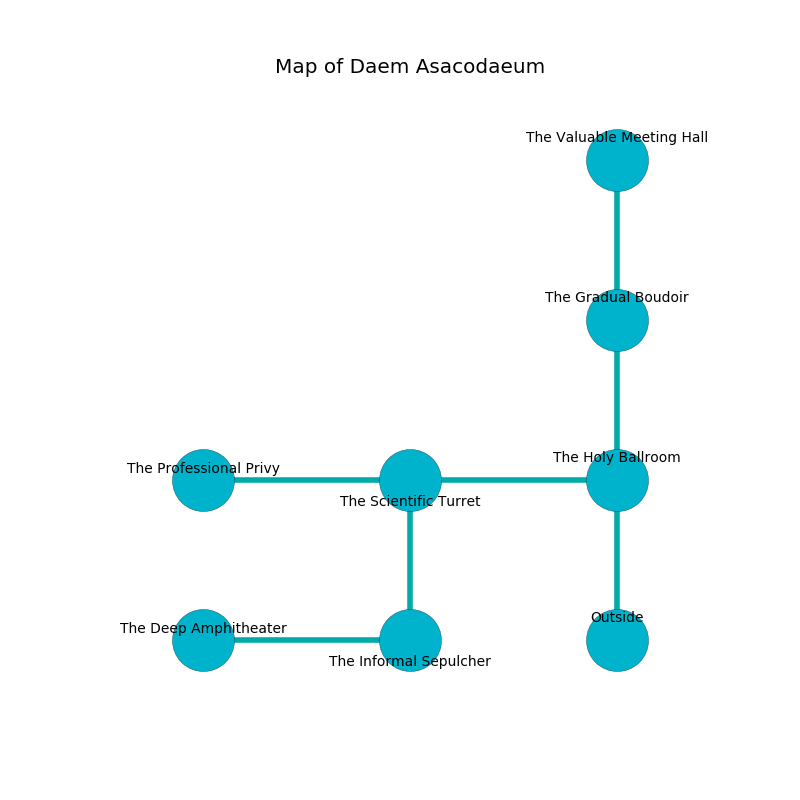 Map of Daem Asacodaeum
The Valuable Meeting Hall
The Gradual Boudoir
The Holy Ballroom
The Professional Privy
The Scientific Turret
Outside
The Deep Amphitheater
The Informal Sepulcher